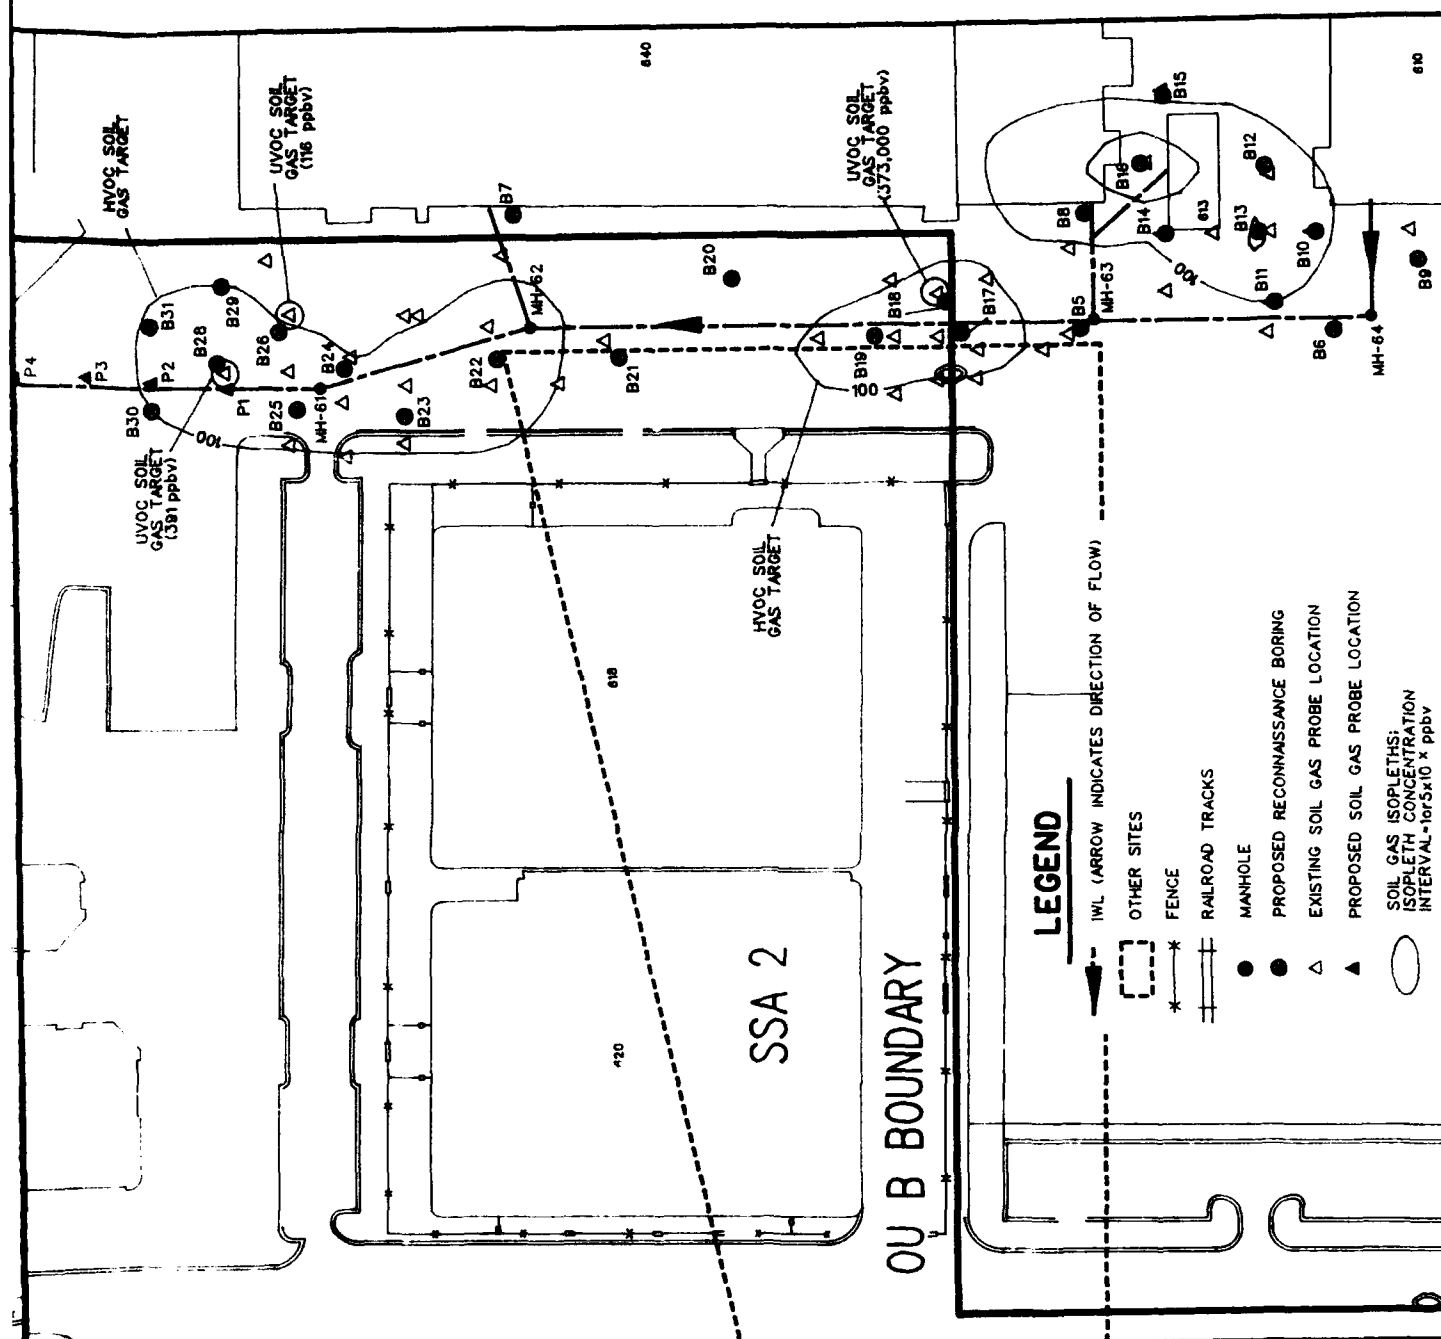 HVOC SOIL
GAS TARGET
UVOC SOIL
GAS TARGET
(116 ppbv)
640
UVOC SOIL
GAS TARGET
(373,000 ppbv)
610
B15
B16
B12
B7
B8
B14
613
B13
B10
B9
P4
P3
P2
B31
B29
B28
B26
B24
P1
B30
B25
MH-61
B23
100
UVOC SOIL
GAS TARGET
(391 ppbv)
MH-62
B22
B21
B20
B18
B17
B19
100
B5
MH-63
100
B11
B6
MH-64
HVOC SOIL
GAS TARGET
618
420
SSA 2
OU B BOUNDARY
LEGEND
IWL (ARROW INDICATES DIRECTION OF FLOW)
OTHER SITES
FENCE
RAILROAD TRACKS
MANHOLE
PROPOSED RECONNAISSANCE BORING
EXISTING SOIL GAS PROBE LOCATION
PROPOSED SOIL GAS PROBE LOCATION
SOIL GAS ISOPLETHS;
ISOPLETH CONCENTRATION
INTERVAL=1or5x10 x ppbv